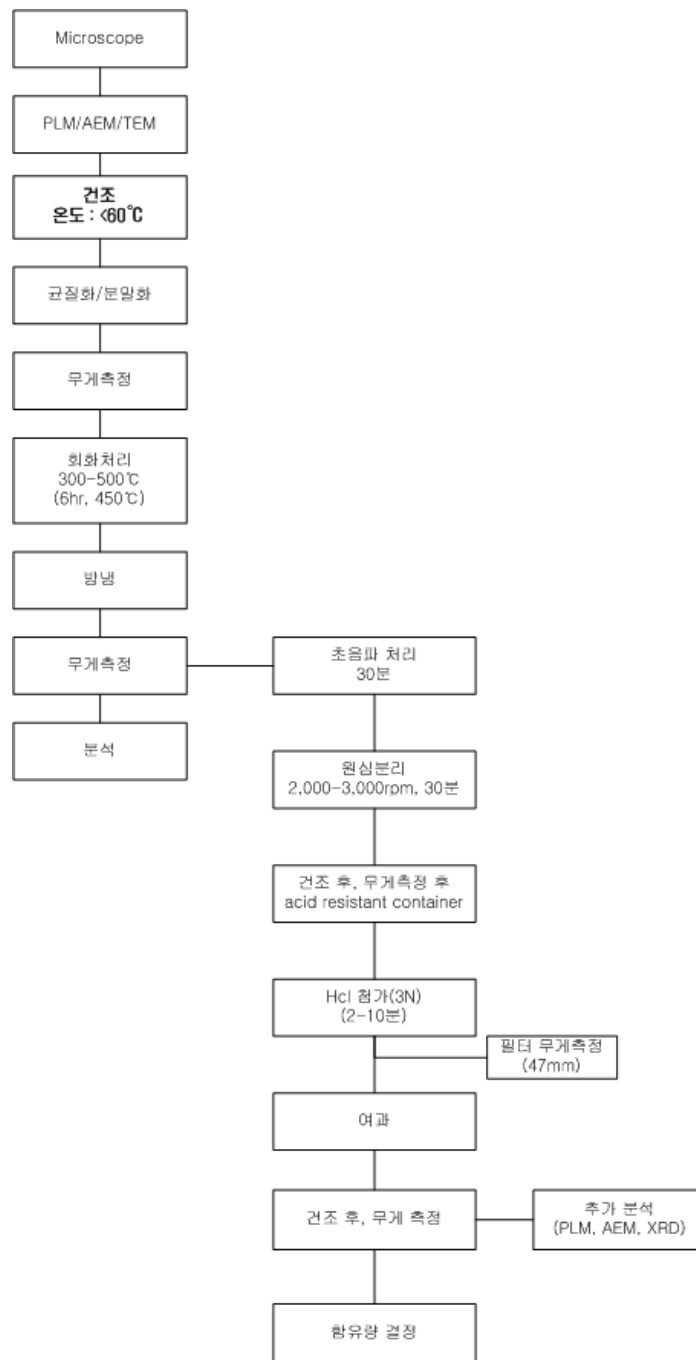 Microscope
PLM/AEM/TEM
건조
온도 : <60℃
균질화/분말화
무게측정
회화처리
300-500℃
(6hr, 450℃)
방냉
무게측정
초음파 처리
30분
분석
원심분리
2,000-3,000rpm, 30분
건조 후, 무게측정 후
acid resistant container
Hcl 첨가(3N)
(2-10분)
필터 무게측정
(47mm)
여과
건조 후, 무게 측정
추가 분석
(PLM, AEM, XRD)
함유량 결정